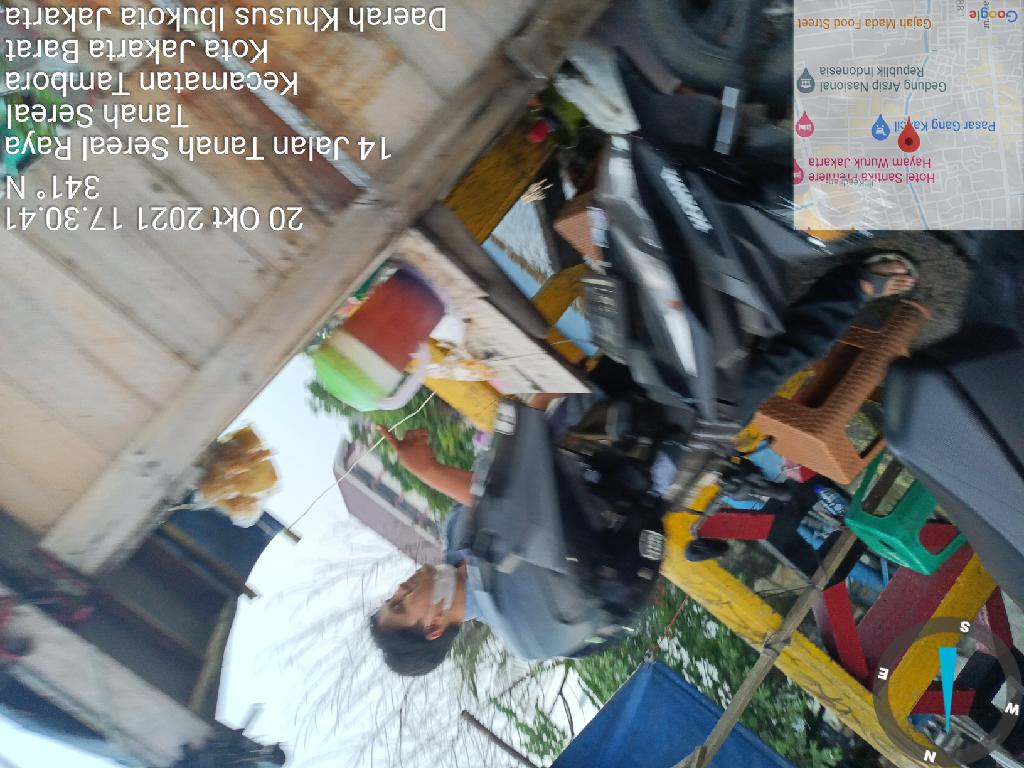 N
W
E
S
20 Okt 2021 17.30.41
341° N
14 Jalan Tanah Sereal Raya
Tanah Sereal
Kecamatan Tambora
Kota Jakarta Barat
Daerah Khusus Ibukota Jakarta
Hotel Santika Premiere
Hayam Wuruk Jakarta
Pasar Gang Kancil
Gedung Arsip Nasional
Republik Indonesia
Gajah Mada Food Street
Google